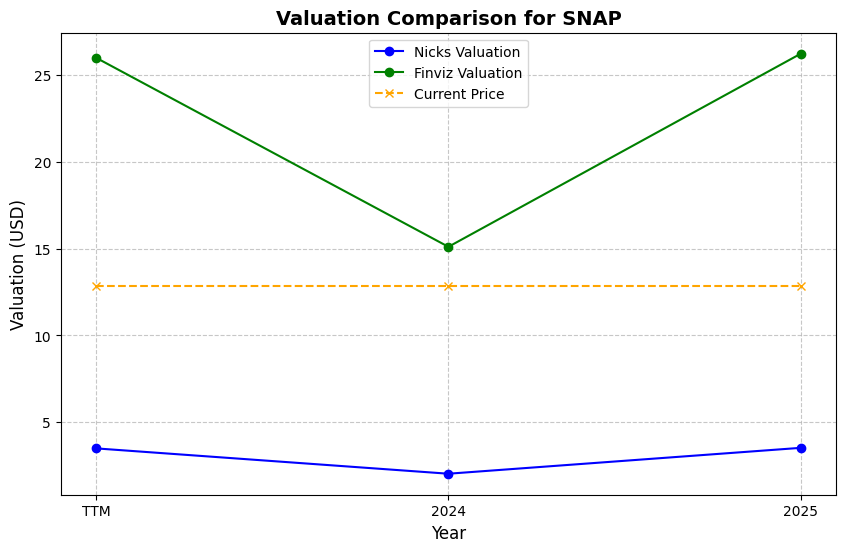 Valuation Comparison for SNAP
Nicks Valuation
Finviz Valuation
Current Price
Valuation (USD)
25
20
15
10
5
TTM
2024
2025
Year